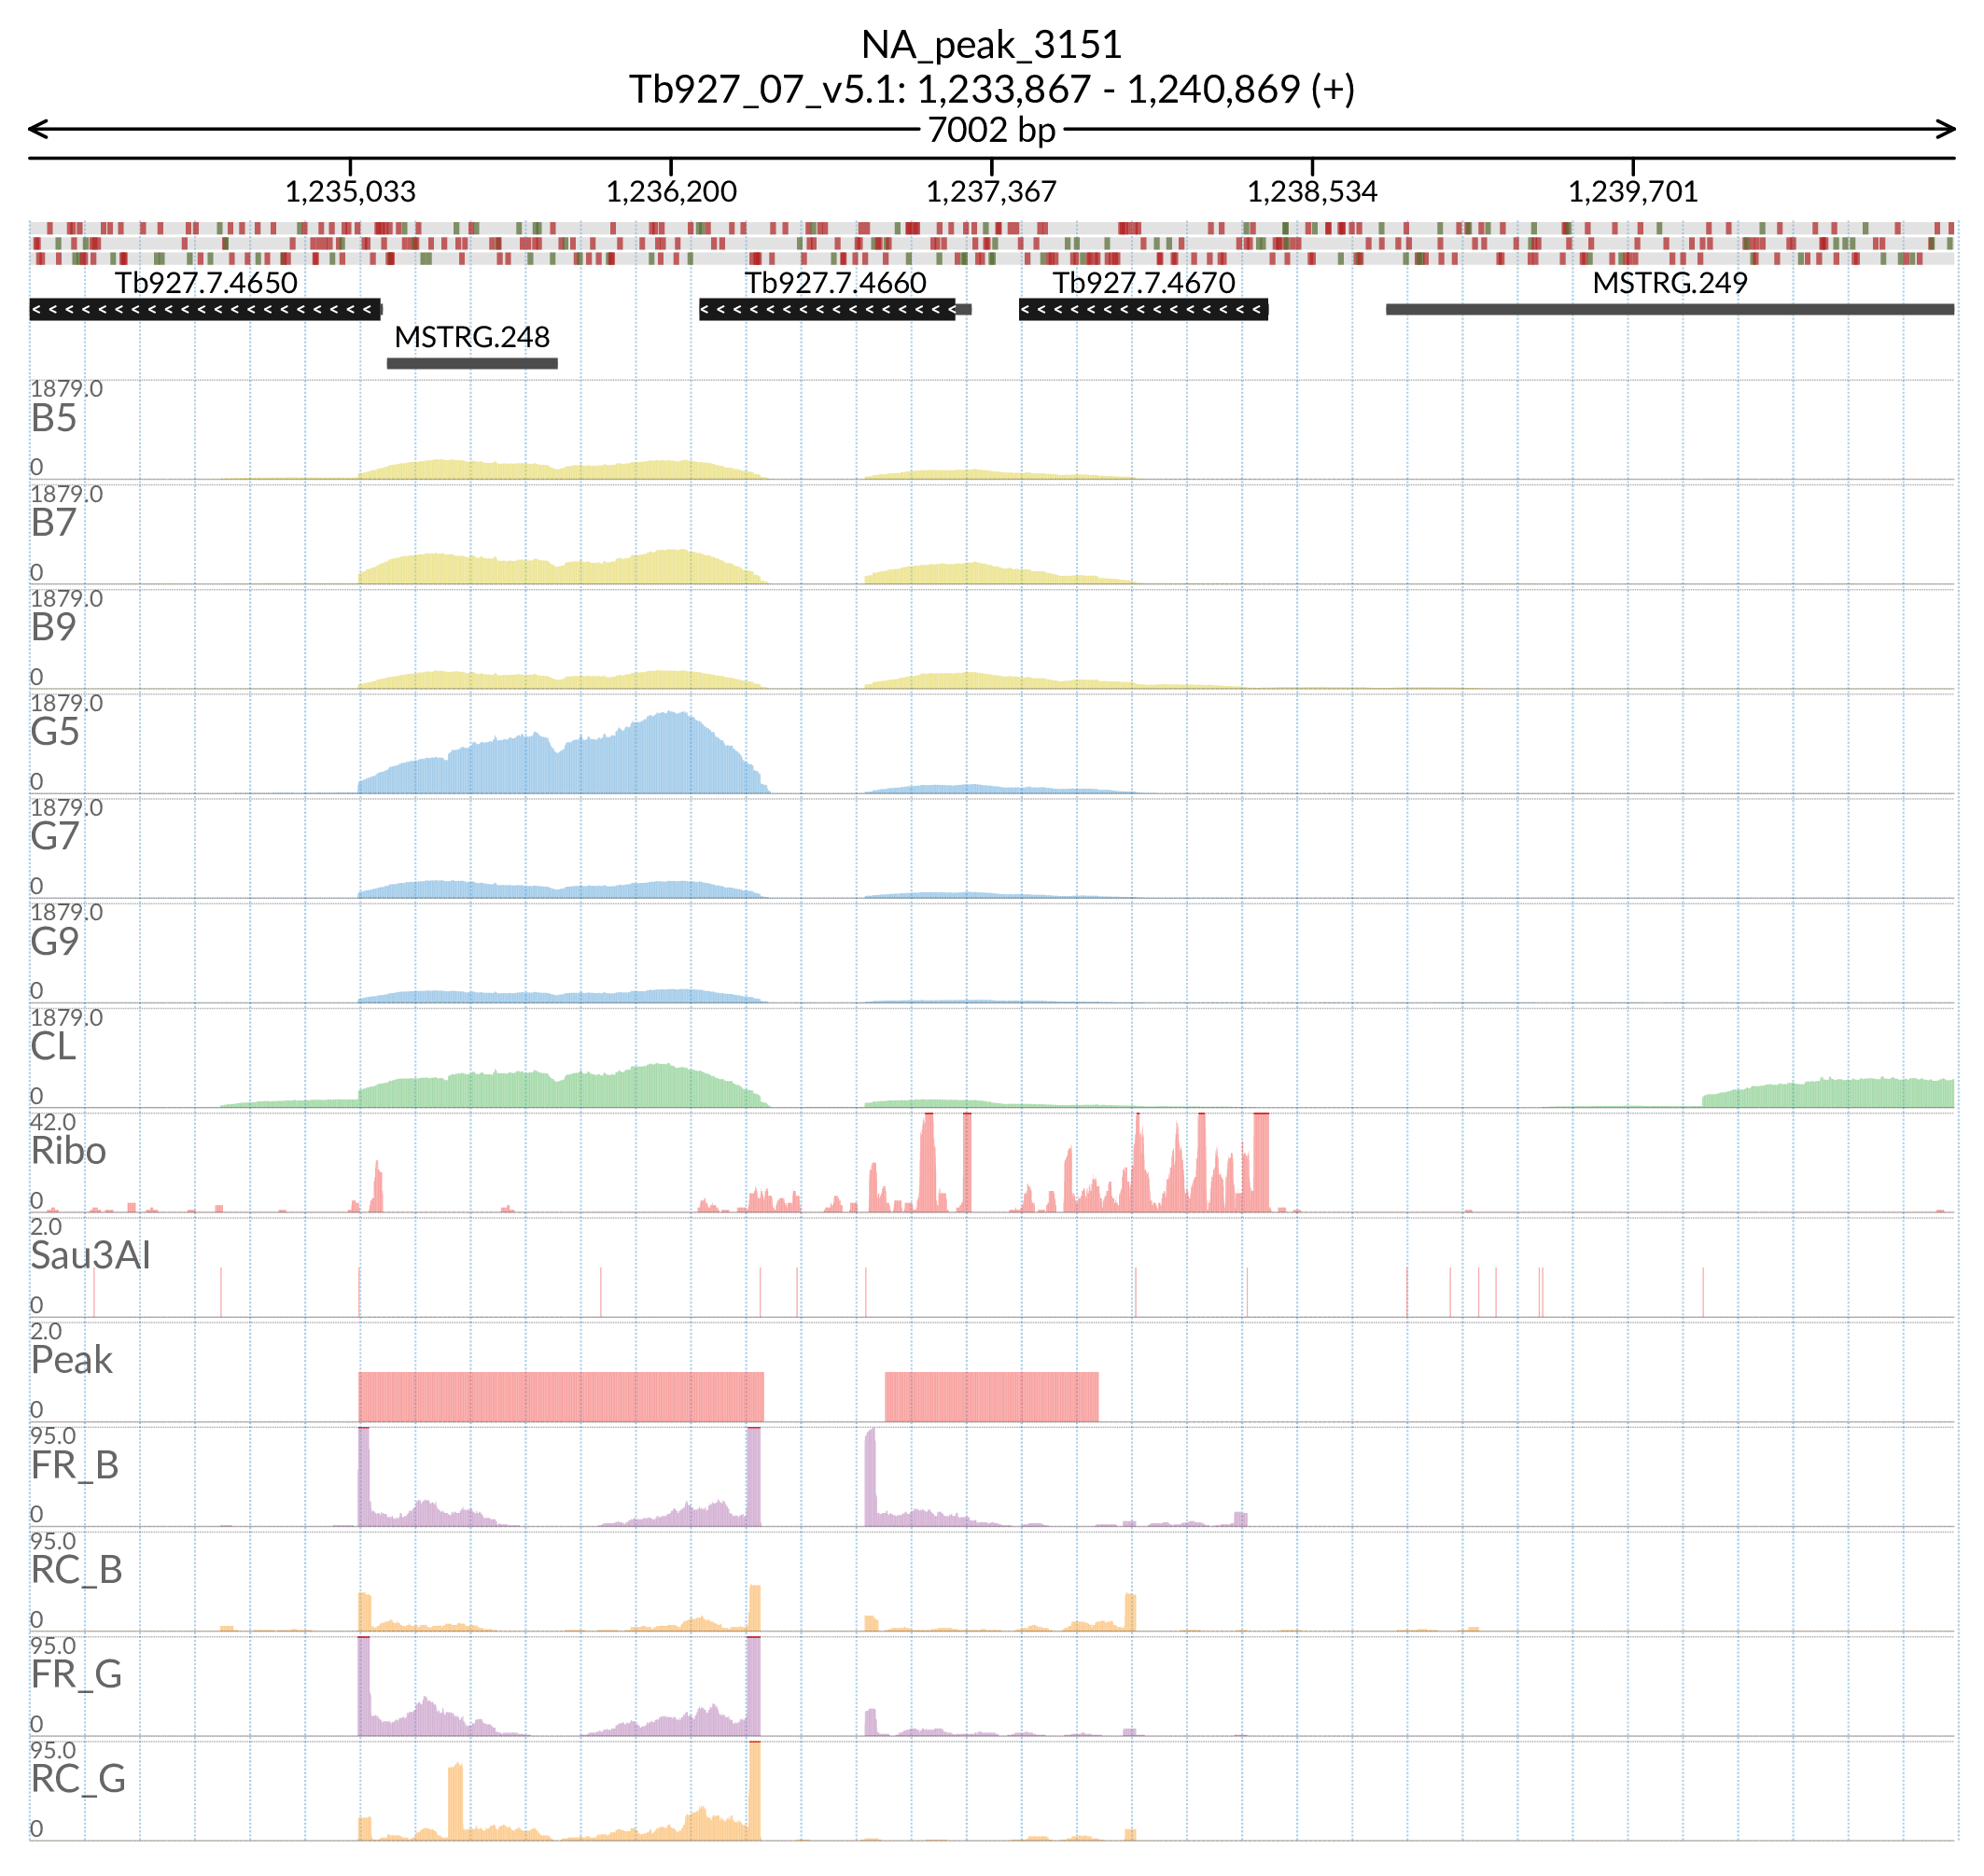 NA_peak_3151
Tb927_07_v5.1: 1,233,867 - 1,240,869 (+)
7002 bp
1,235,033 1,236,200 1,237,367 1,238,534 1,239,701
Tb927.7.4650 Tb927.7.4660 Tb927.7.4670 MSTRG.249
MSTRG.248
1879.0
B5
0
1879.0
B7
0
1879.0
B9
0
1879.0
G5
0
1879.0
G7
0
1879.0
G9
0
1879.0
CL
0
42.0
Ribo
0
2.0
Sau3AI
0
2.0
Peak
0
95.0
FR_B
0
95.0
RC_B
0
95.0
FR_G
0
95.0
RC_G
0